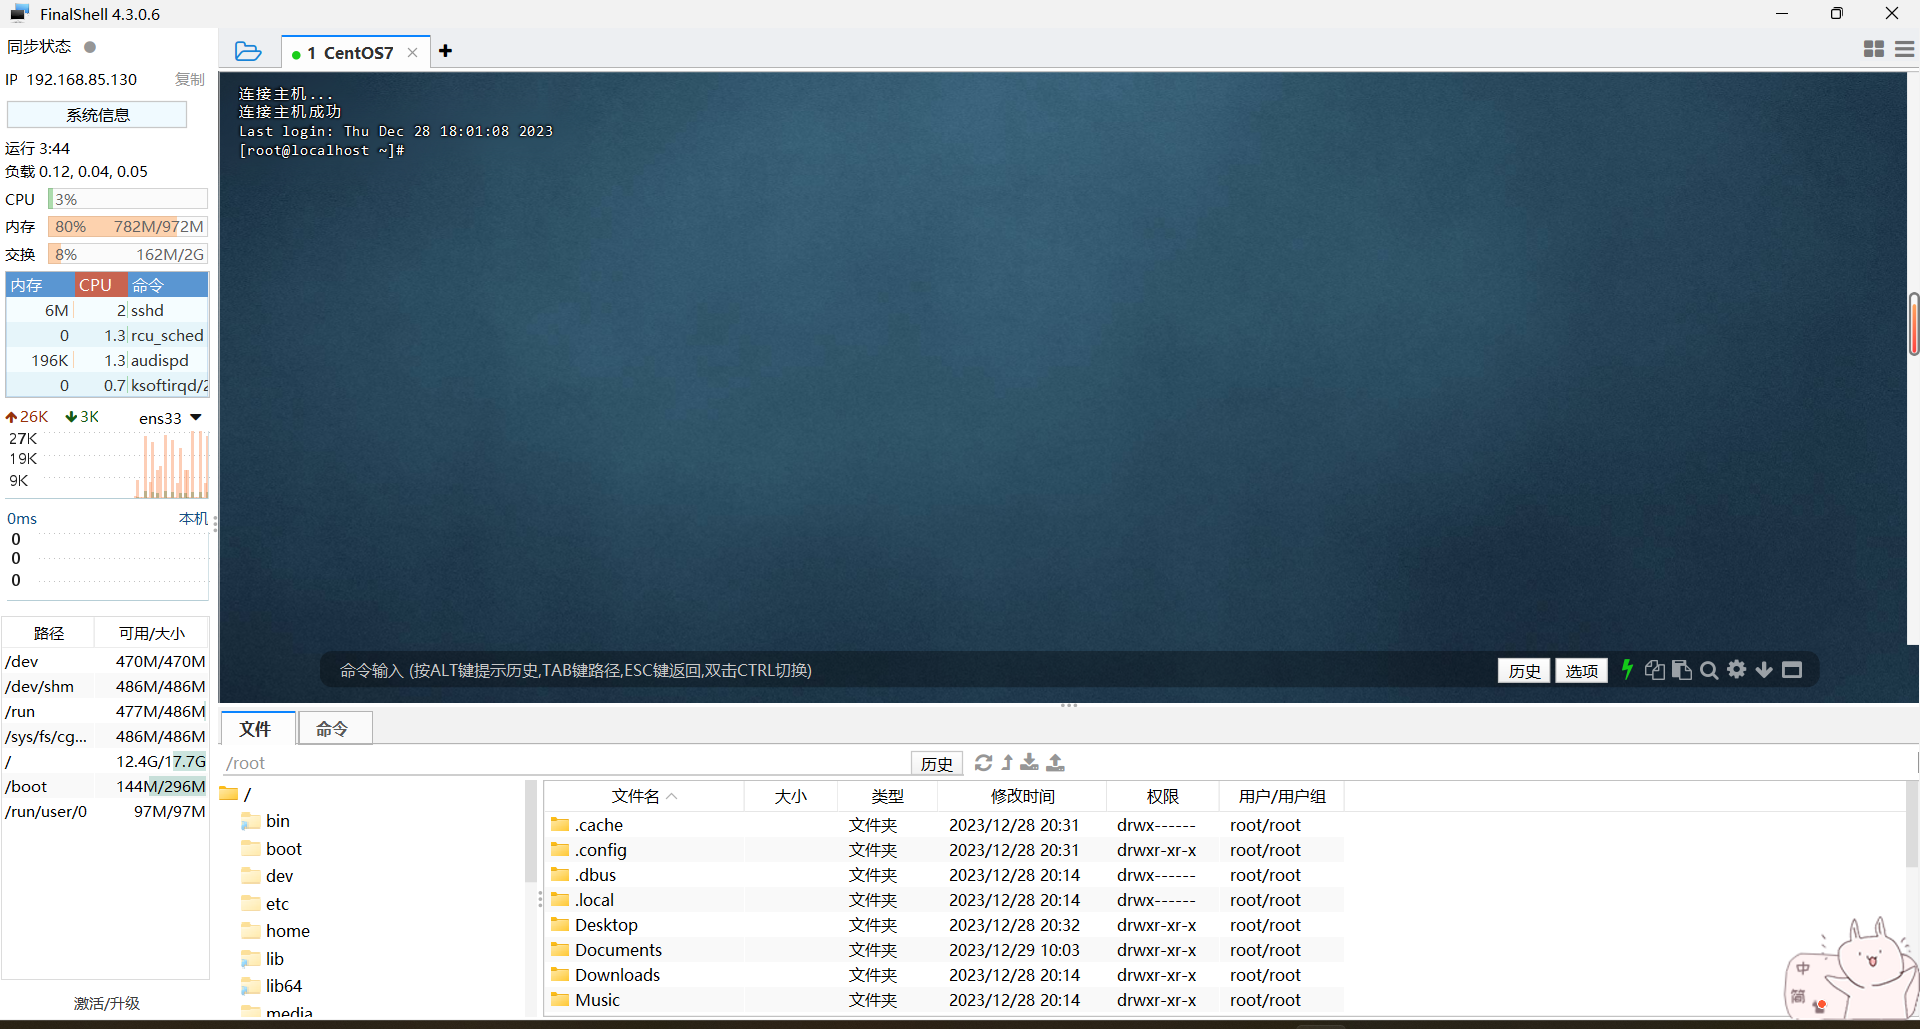 FinalShell 4.3.0.6
同步状态
IP 192.168.85.130 复制
系统信息
运行 3:44
负载 0.12, 0.04, 0.05
CPU 3%
内存 80% 782M/972M
交换 8% 162M/2G
内存 CPU 命令
6M 2 sshd
0 1.3 rcu_sched
196K 1.3 audispd
0 0.7 ksoftirqd/2
26K 3K ens33
27K
19K
9K
0ms 本机
0
0
0
路径 可用/大小
/dev 470M/470M
/dev/shm 486M/486M
/run 477M/486M
/sys/fs/cg... 486M/486M
/ 12.4G/17.7G
/boot 144M/296M
/run/user/0 97M/97M
激活/升级
1 CentOS7
连接主机...
连接主机成功
Last login: Thu Dec 28 18:01:08 2023
[root@localhost ~]#
命令输入 (按ALT键提示历史,TAB键路径,ESC键返回,双击CTRL切换) 历史 选项
文件 命令
/root 历史
/
bin
boot
dev
etc
home
lib
lib64
media
文件名 大小 类型 修改时间 权限 用户/用户组
.cache 文件夹 2023/12/28 20:31 drwx------ root/root
.config 文件夹 2023/12/28 20:31 drwxr-xr-x root/root
.dbus 文件夹 2023/12/28 20:14 drwx------ root/root
.local 文件夹 2023/12/28 20:14 drwx------ root/root
Desktop 文件夹 2023/12/28 20:32 drwxr-xr-x root/root
Documents 文件夹 2023/12/29 10:03 drwxr-xr-x root/root
Downloads 文件夹 2023/12/28 20:14 drwxr-xr-x root/root
Music 文件夹 2023/12/28 20:14 drwxr-xr-x root/root
中
简